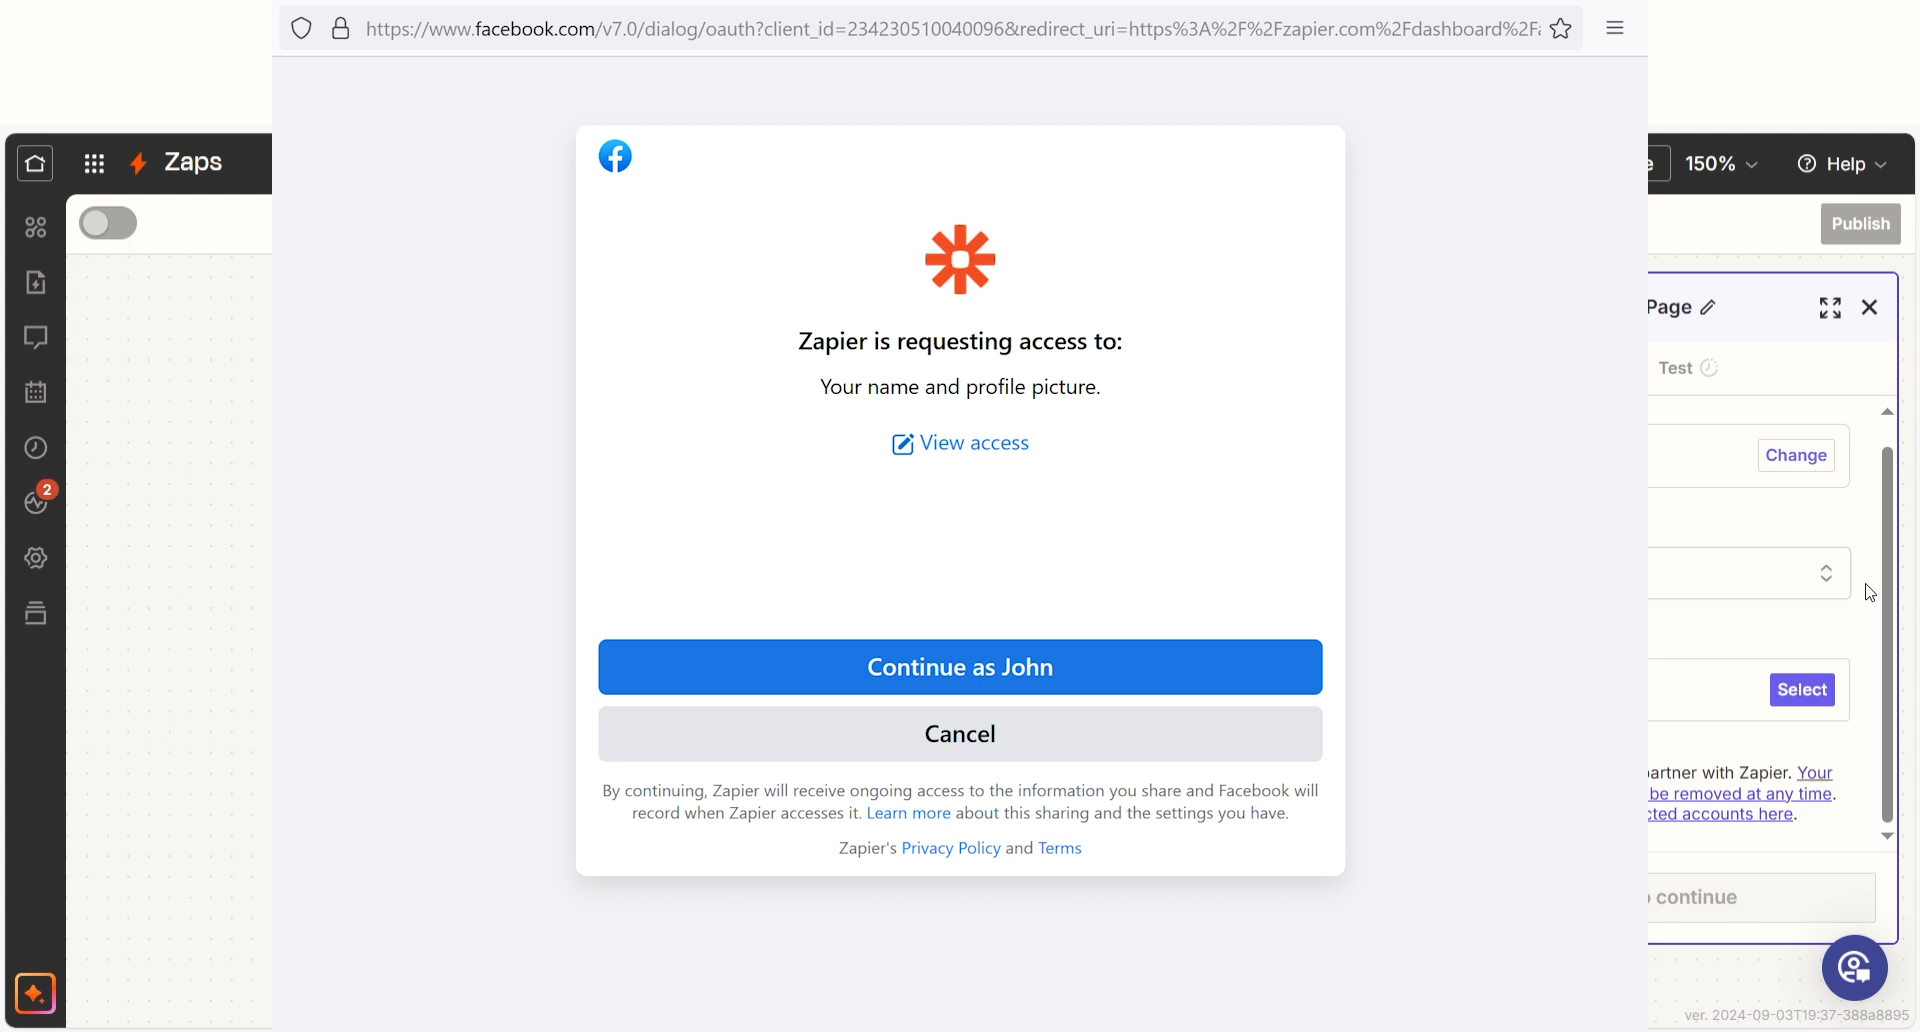 https://www.facebook.com/v7.0/dialog/oauth?client_id=234230510040096&redirect_uri=https%3A%2F%2Fzapier.com%2Fdashboard%2F
Zaps
150%
Help
Publish
Page
Test
Zapier is requesting access to:
Your name and profile picture.
View access
Change
2
Continue as John
Select
Cancel
partner with Zapier. Your
be removed at any time.
cted accounts here.
By continuing, Zapier will receive ongoing access to the information you share and Facebook will
record when Zapier accesses it. Learn more about this sharing and the settings you have.
Zapier's Privacy Policy and Terms
continue
ver. 2024-09-03T19:37-388a8895